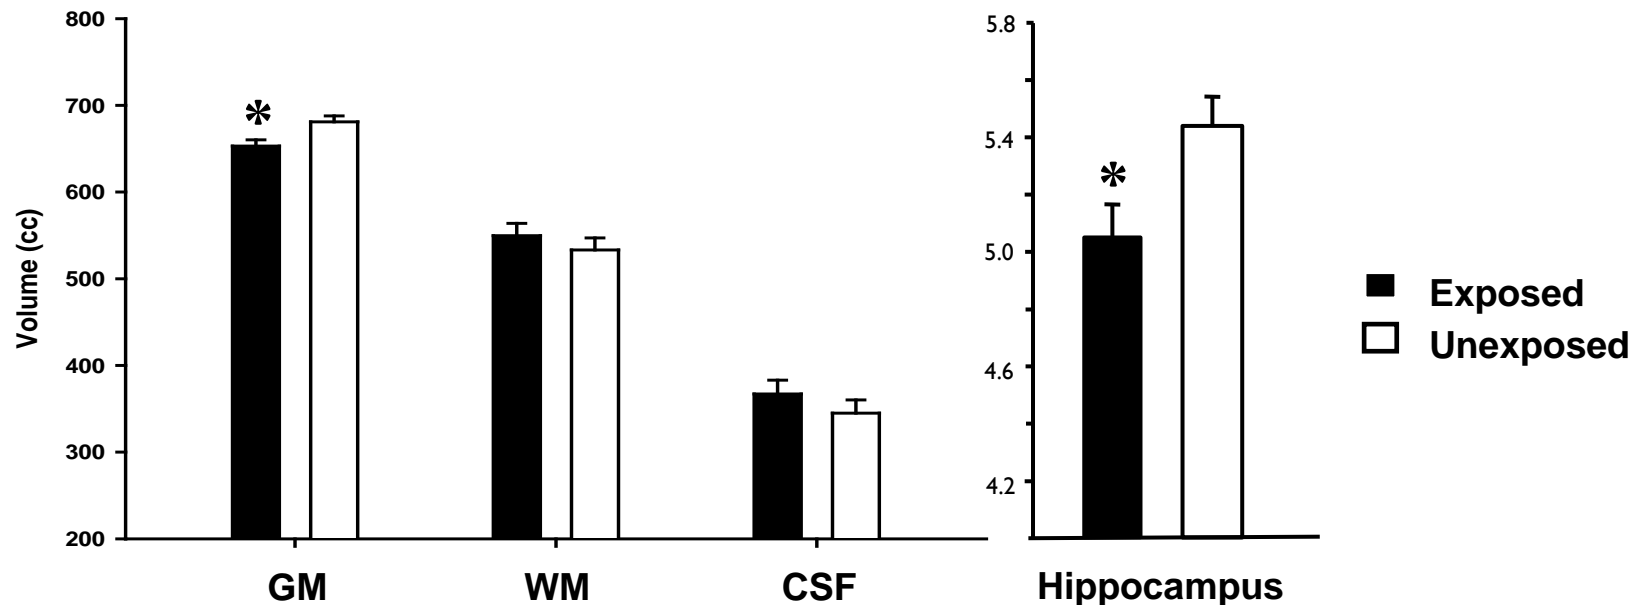 800
700
600
500
400
300
200
Volume (cc)
*
GM
WM
CSF
5.8
5.4
5.0
4.6
4.2
*
Hippocampus
Exposed
Unexposed